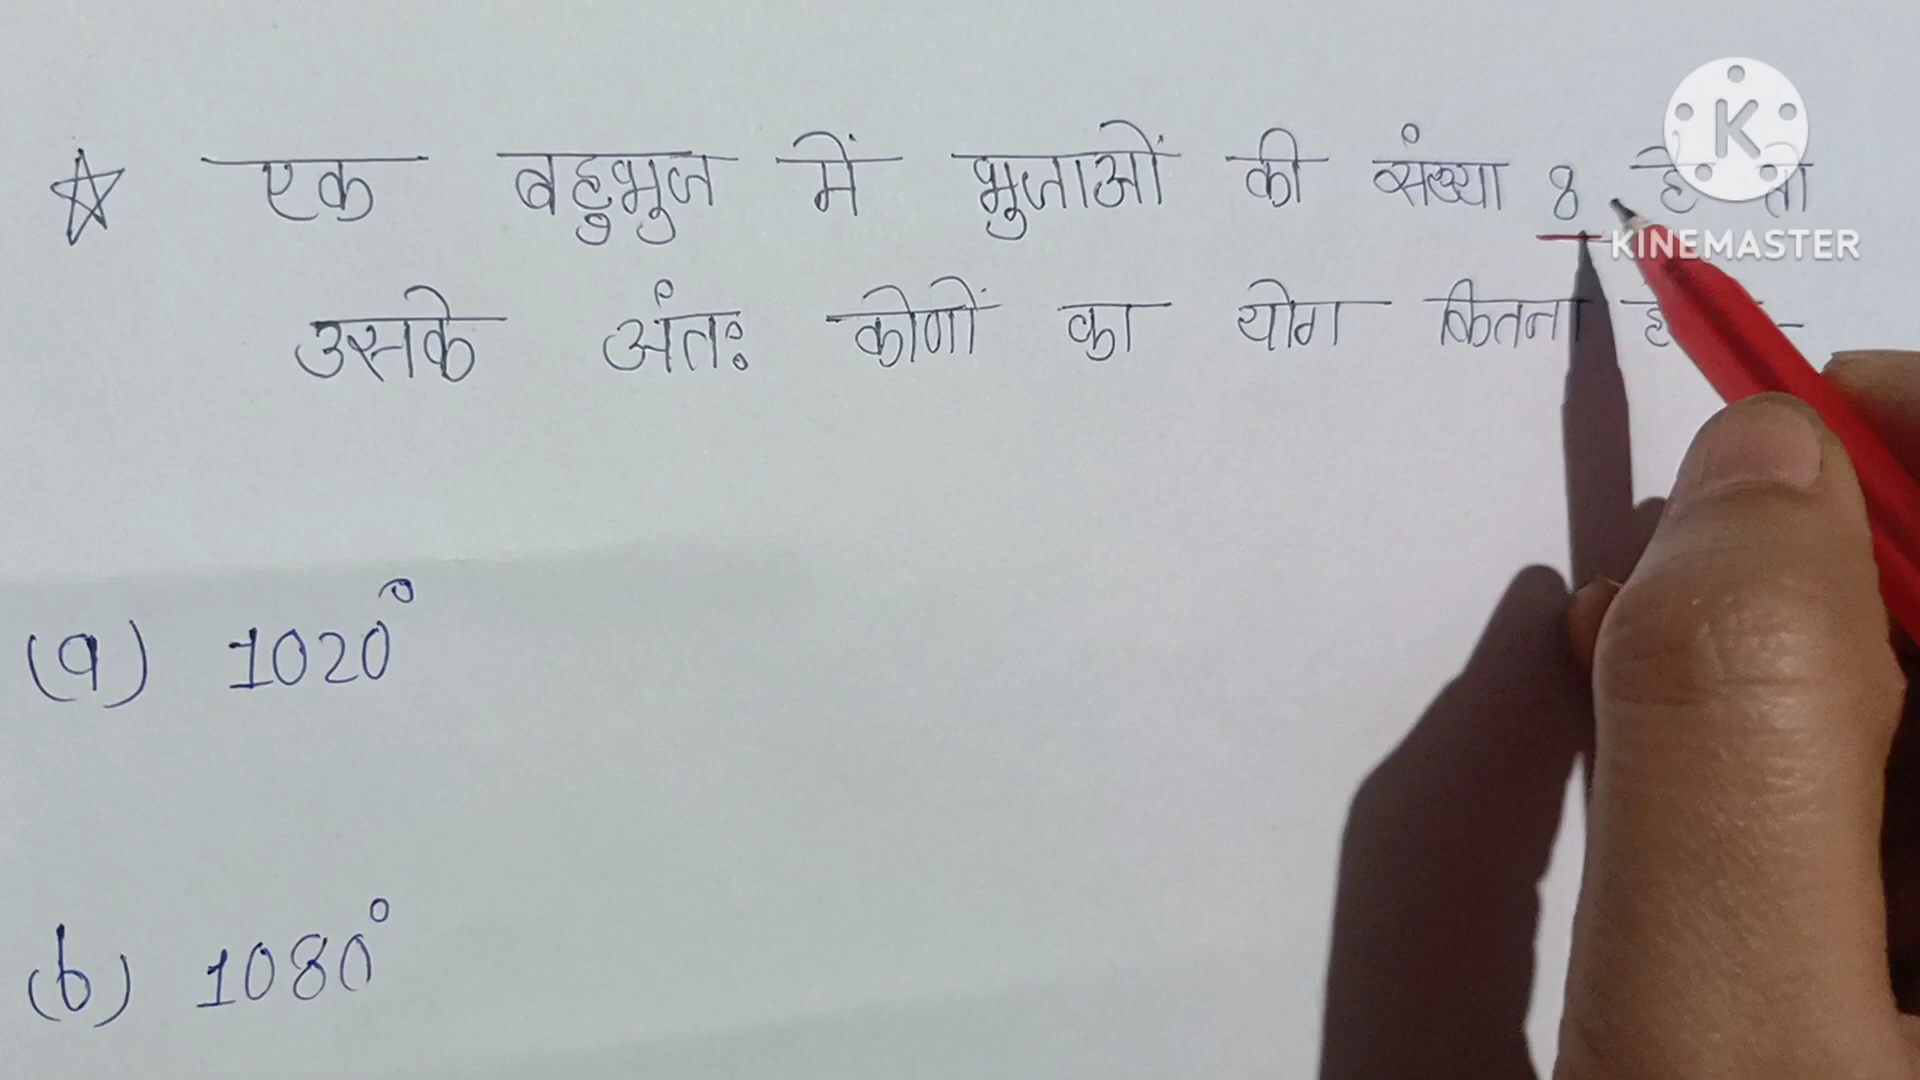 एक बहुभुज में भुजाओं की संख्या 8 है तो
उसके अंतः कोणों का योग कितना
(a) 1020°
(b) 1080°
K
KINEMASTER